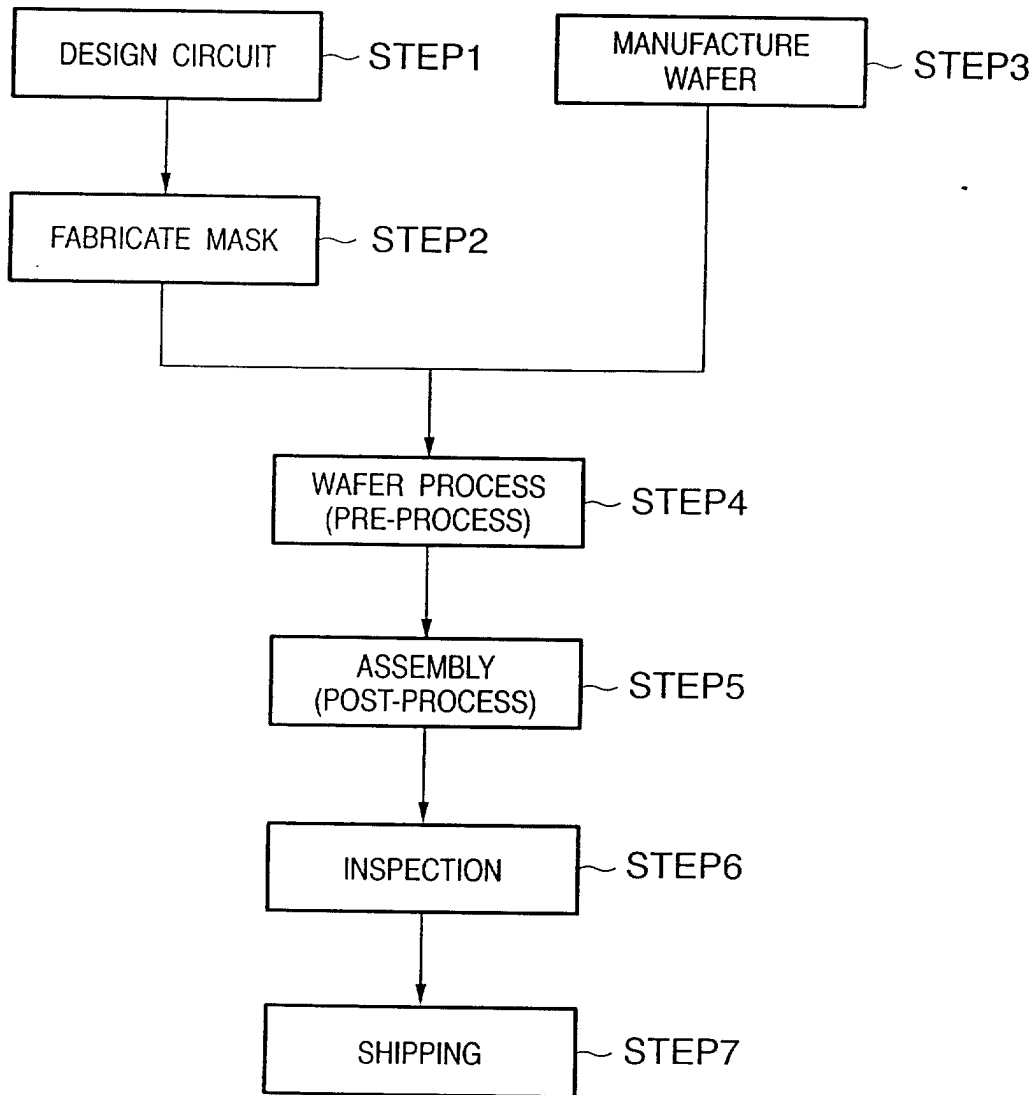 DESIGN CIRCUIT
STEP1
MANUFACTURE
WAFER
STEP3
FABRICATE MASK
STEP2
WAFER PROCESS
(PRE-PROCESS)
STEP4
ASSEMBLY
(POST-PROCESS)
STEP5
INSPECTION
STEP6
SHIPPING
STEP7